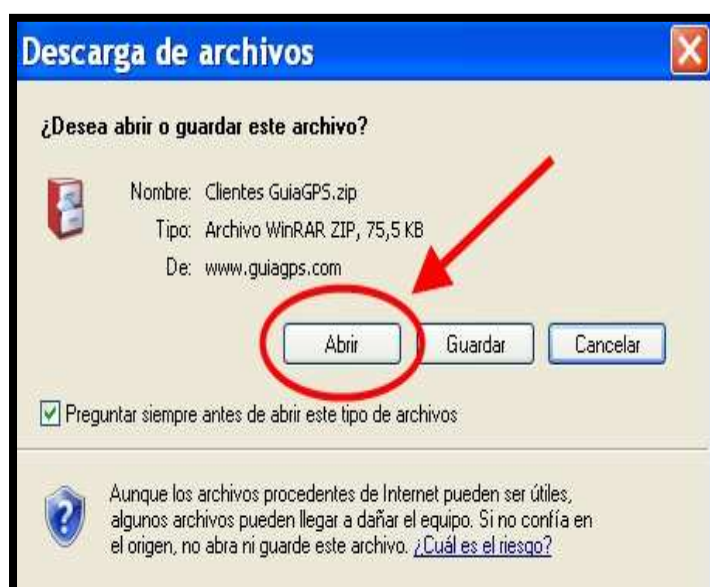 Descarga de archivos
¿Desea abrir o guardar este archivo?
Nombre: Clientes GuiaGPS.zip
Tipo: Archivo WinRAR ZIP, 75,5 KB
De: www.guiagps.com
Abrir Guardar Cancelar
Preguntar siempre antes de abrir este tipo de archivos
Aunque los archivos procedentes de Internet pueden ser útiles,
algunos archivos pueden llegar a dañar el equipo. Si no confía en
el origen, no abra ni guarde este archivo. ¿Cuál es el riesgo?